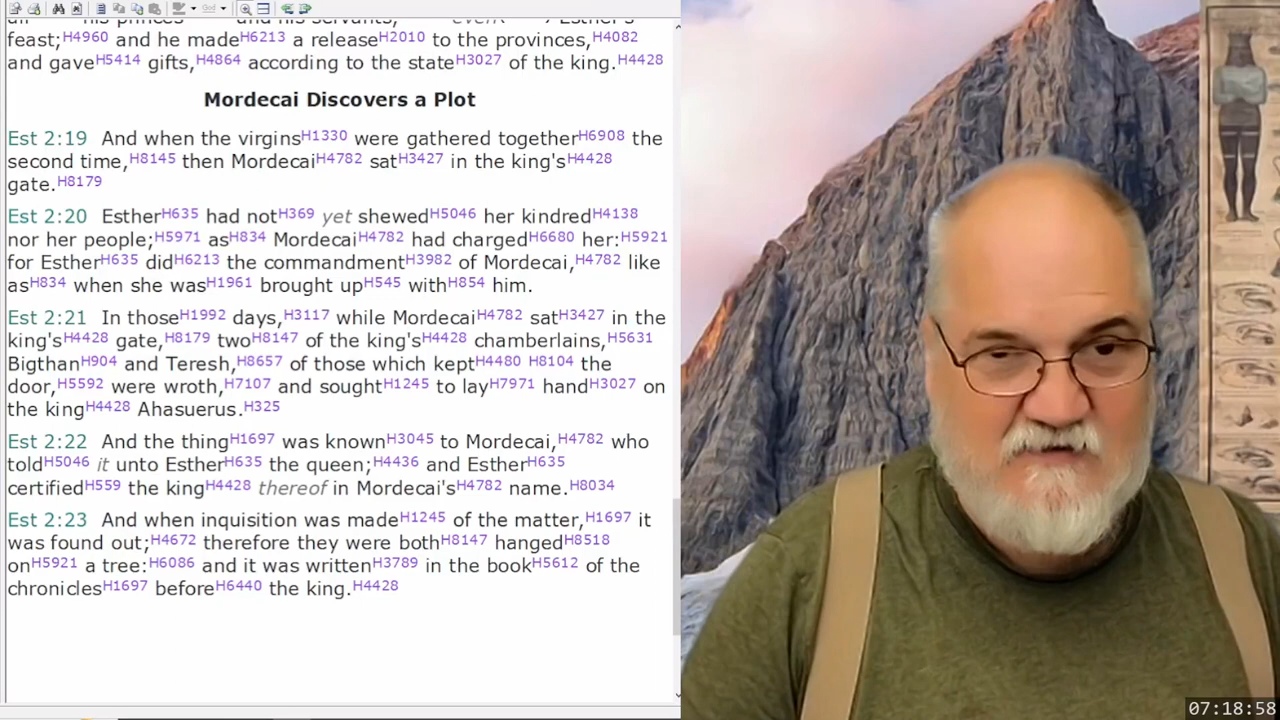 his princes and his servants, Esther's
feast;H4960 and he madeH6213 a releaseH2010 to the provinces,H4082
and gaveH5414 gifts,H4864 according to the stateH3027 of the king.H4428
Mordecai Discovers a Plot
Est 2:19 And when the virginsH1330 were gathered togetherH6908 the
second time,H8145 then MordecaiH4782 satH3427 in the king'sH4428
gate.H8179
Est 2:20 EstherH635 had notH369 yet shewedH5046 her kindredH4138
nor her people;H5971 asH834 MordecaiH4782 had chargedH6680 her:H5921
for EstherH635 didH6213 the commandmentH3982 of Mordecai,H4782 like
asH834 when she wasH1961 brought upH545 withH854 him.
Est 2:21 In thoseH1992 days,H3117 while MordecaiH4782 satH3427 in the
king'sH4428 gate,H8179 twoH8147 of the king'sH4428 chamberlains,H5631
BigthanH904 and Teresh,H8657 of those which keptH4480 H8104 the
door,H5592 were wroth,H7107 and soughtH1245 to layH7971 handH3027 on
the kingH4428 Ahasuerus.H325
Est 2:22 And the thingH1697 was knownH3045 to Mordecai,H4782 who
toldH5046 it unto EstherH635 the queen;H4436 and EstherH635
certifiedH559 the kingH4428 thereof in Mordecai'sH4782 name.H8034
Est 2:23 And when inquisition was madeH1245 of the matter,H1697 it
was found out;H4672 therefore they were bothH8147 hangedH8518
onH5921 a tree:H6086 and it was writtenH3789 in the bookH5612 of the
chroniclesH1697 beforeH6440 the king.H4428
07:18:58